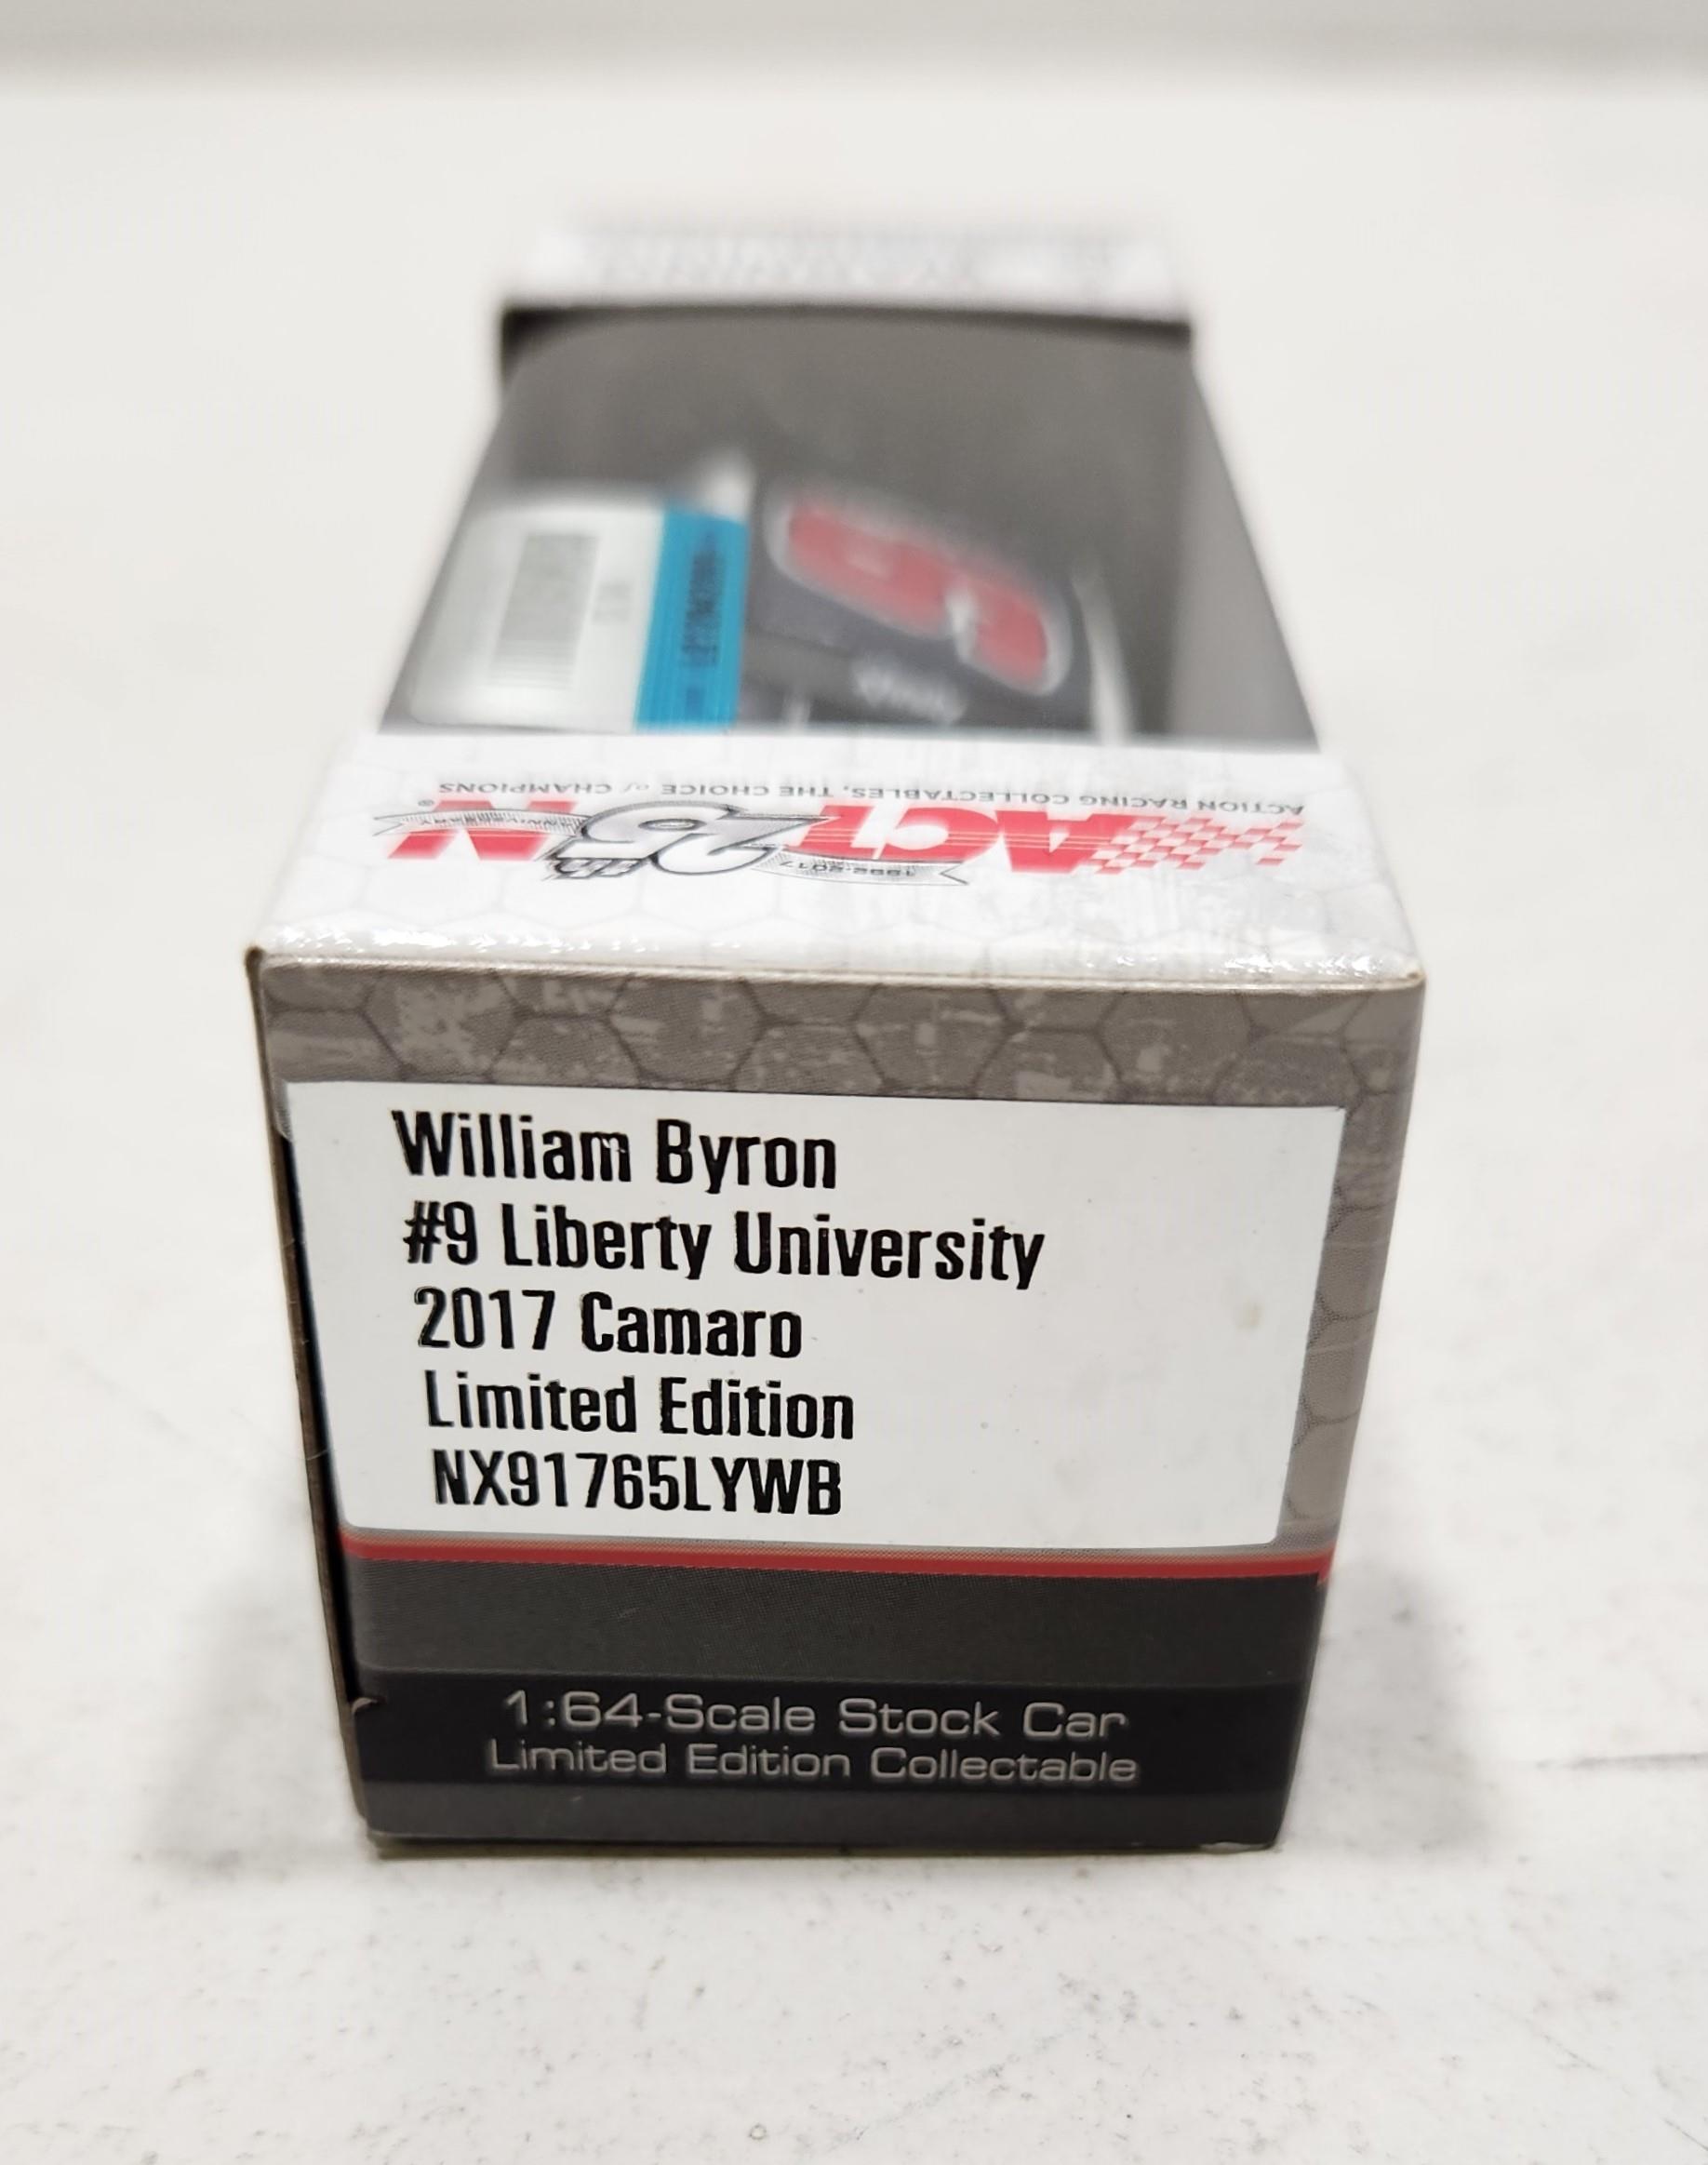 ACTION RACING COLLECTABLES, THE CHOICE of CHAMPIONS
ACTION®
1992-2017
25th
ANNIVERSARY
William Byron
#9 Liberty University
2017 Camaro
Limited Edition
NX91765LYWB
1:64-Scale Stock Car
Limited Edition Collectable